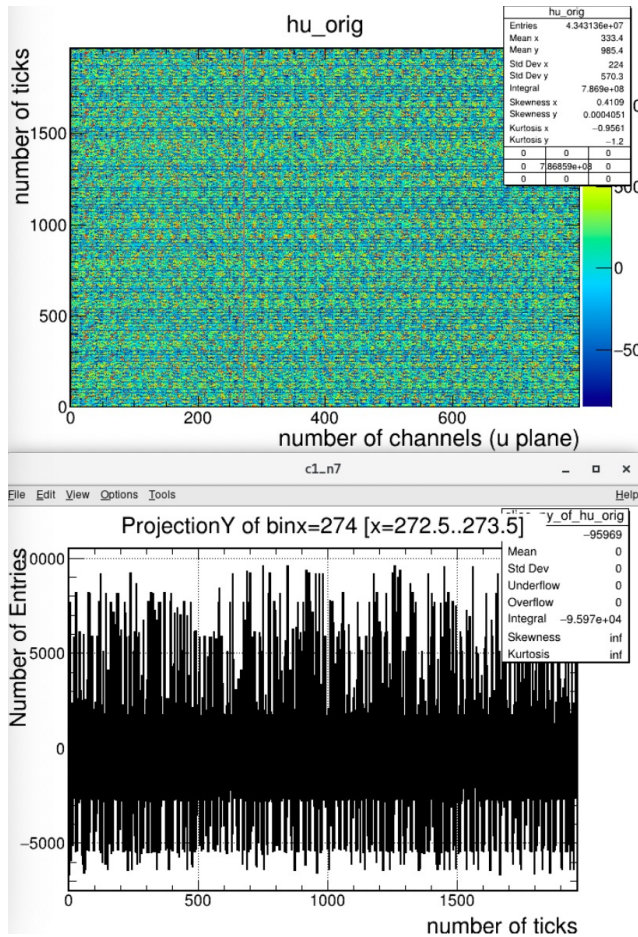 hu_orig
hu_orig
Entries 4.343136e+07
Mean x 333.4
Mean y 985.4
Std Dev x 224
Std Dev y 570.3
Integral 7.869e+08
Skewness x 0.4109
Skewness y 0.0004051
Kurtosis x −0.9561
Kurtosis y −1.2
0 0 0
0 7.86859e+08 0
0 0 0
number of ticks
1500
1000
500
0
0 200 400 600
number of channels (u plane)
0
−50
c1_n7
File Edit View Options Tools Help
ProjectionY of binx=274 [x=272.5..273.5]
_ny_of_hu_orig
−95969
Mean 0
Std Dev 0
Underflow 0
Overflow 0
Integral −9.597e+04
Skewness inf
Kurtosis inf
Number of Entries
0000
5000
0
−5000
0 500 1000 1500
number of ticks